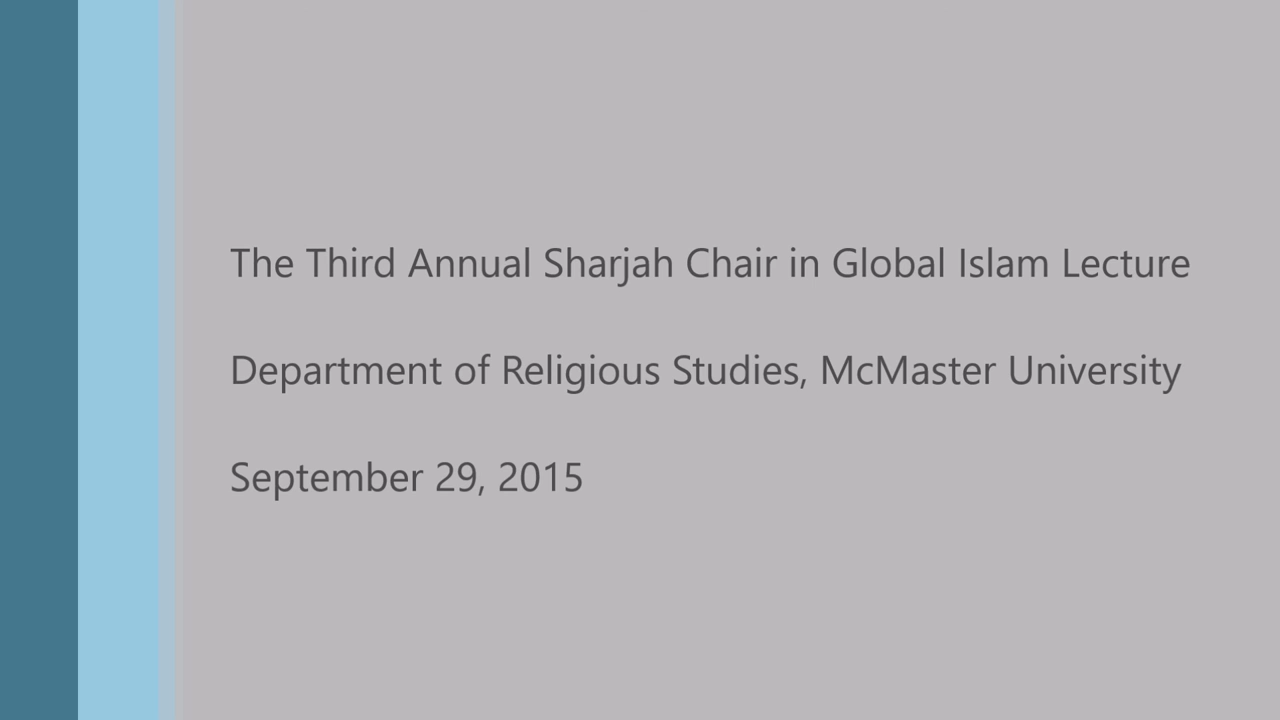 The Third Annual Sharjah Chair in Global Islam Lecture
Department of Religious Studies, McMaster University
September 29, 2015